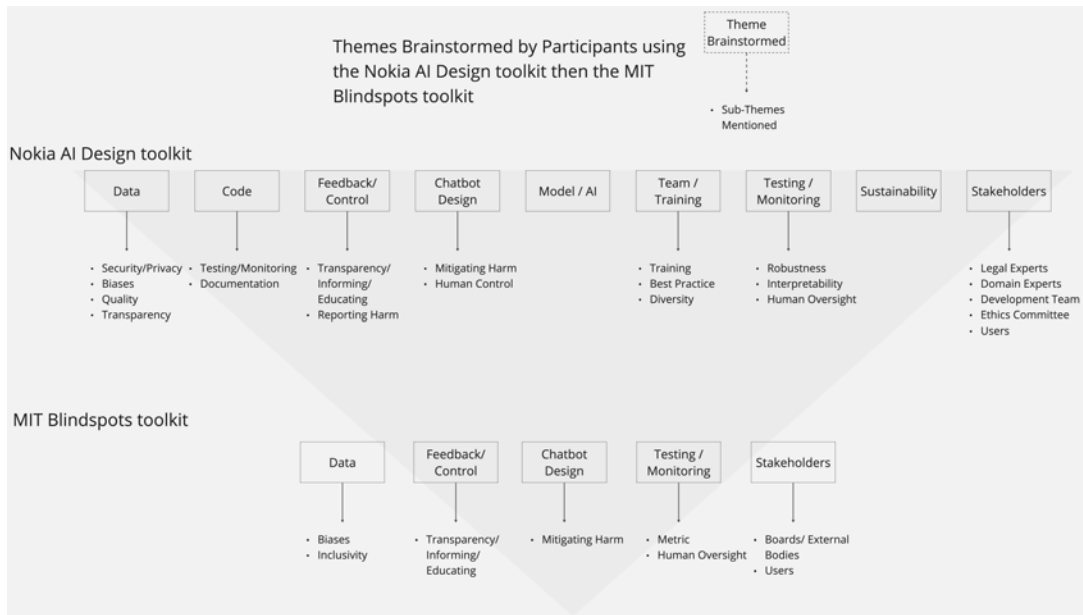 Themes Brainstormed by Participants using
the Nokia AI Design toolkit then the MIT
Blindspots toolkit
Theme
Brainstormed
• Sub-Themes
Mentioned
Nokia AI Design toolkit
Data
• Security/Privacy
• Biases
• Quality
• Transparency
Code
• Testing/Monitoring
• Documentation
Feedback/
Control
• Transparency/
Informing/
Educating
• Reporting Harm
Chatbot
Design
• Mitigating Harm
• Human Control
Model / AI
Team /
Training
• Training
• Best Practice
• Diversity
Testing /
Monitoring
• Robustness
• Interpretability
• Human Oversight
Sustainability
Stakeholders
• Legal Experts
• Domain Experts
• Development Team
• Ethics Committee
• Users
MIT Blindspots toolkit
Data
• Biases
• Inclusivity
Feedback/
Control
• Transparency/
Informing/
Educating
Chatbot
Design
• Mitigating Harm
Testing /
Monitoring
• Metric
• Human Oversight
Stakeholders
• Boards/ External
Bodies
• Users